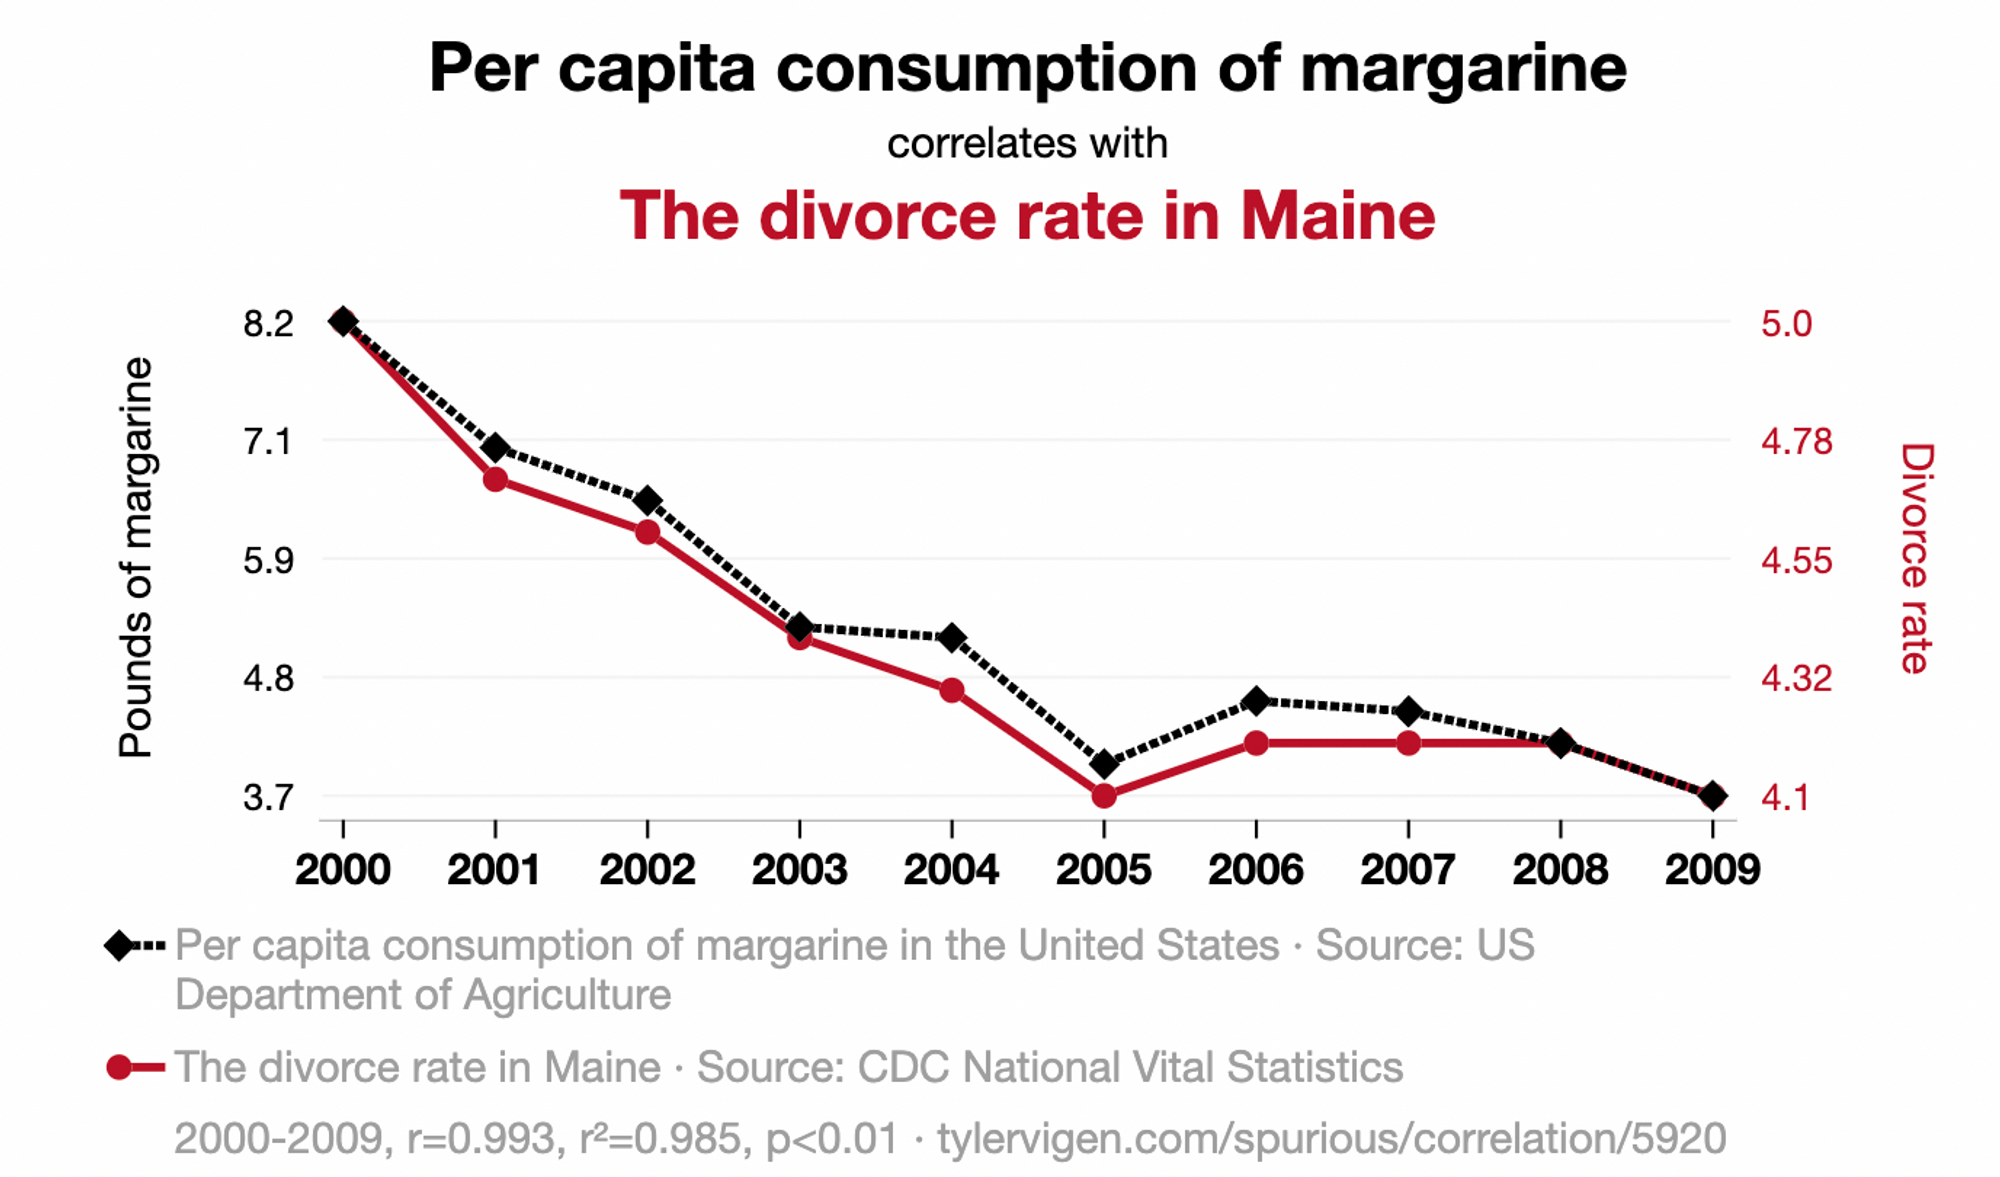 Per capita consumption of margarine
correlates with
The divorce rate in Maine
Pounds of margarine
8.2
7.1
5.9
4.8
3.7
5.0
4.78
4.55
4.32
4.1
Divorce rate
2000 2001 2002 2003 2004 2005 2006 2007 2008 2009
Per capita consumption of margarine in the United States · Source: US
Department of Agriculture
The divorce rate in Maine · Source: CDC National Vital Statistics
2000-2009, r=0.993, r²=0.985, p<0.01 · tylervigen.com/spurious/correlation/5920